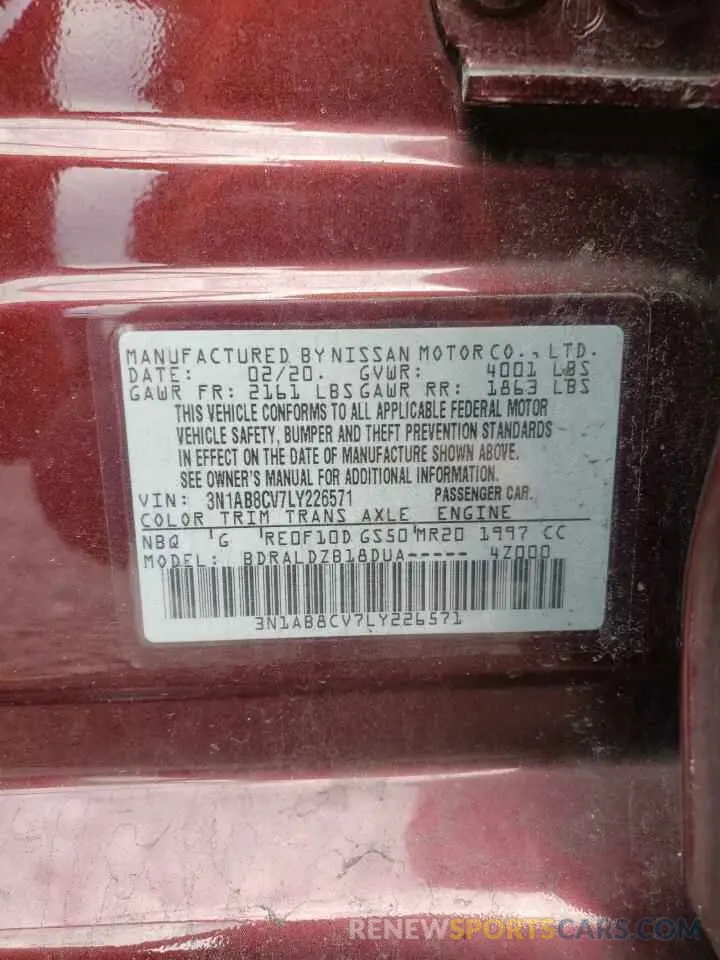 MANUFACTURED BY NISSAN MOTOR CO., LTD.
DATE: 02/20. GVWR: 4001 LBS
GAWR FR: 2161 LBS GAWR RR: 1863 LBS
THIS VEHICLE CONFORMS TO ALL APPLICABLE FEDERAL MOTOR
VEHICLE SAFETY, BUMPER AND THEFT PREVENTION STANDARDS
IN EFFECT ON THE DATE OF MANUFACTURE SHOWN ABOVE.
SEE OWNER'S MANUAL FOR ADDITIONAL INFORMATION.
VIN: 3N1AB8CV7LY226571 PASSENGER CAR.
COLOR TRIM TRANS AXLE ENGINE
NBQ 'G RE0F10D GS50'MR20 1997 CC
MODEL: BDRALDZB18DUA----- 4Z000
3N1AB8CV7LY226571
RENEWSPORTSCARS.COM